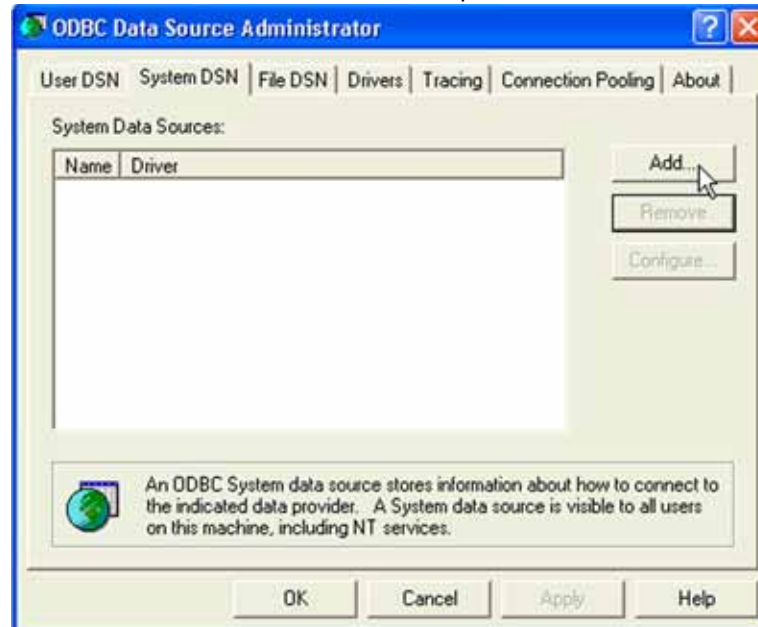 ODBC Data Source Administrator
User DSN System DSN File DSN Drivers Tracing Connection Pooling About
System Data Sources:
Name Driver
Add...
Remove
Configure...
An ODBC System data source stores information about how to connect to
the indicated data provider. A System data source is visible to all users
on this machine, including NT services.
OK Cancel Apply Help